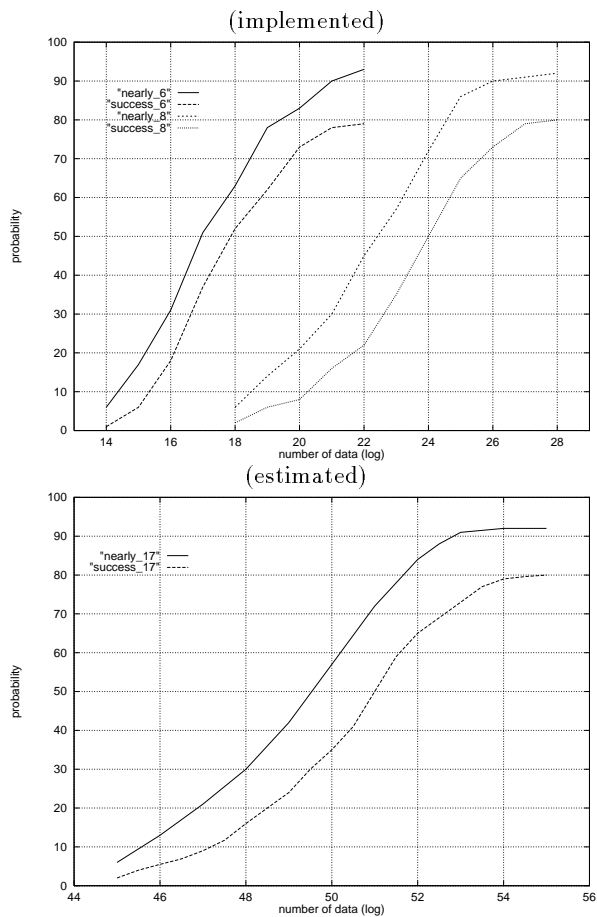 (implemented)
100
90
80
70
60
50
40
30
20
10
0
probability
"nearly_6"
"success_6"
"nearly_8"
"success_8"
14 16 18 20 22 24 26 28
number of data (log)
(estimated)
100
90
80
70
60
50
40
30
20
10
0
probability
"nearly_17"
"success_17"
44 46 48 50 52 54 56
number of data (log)